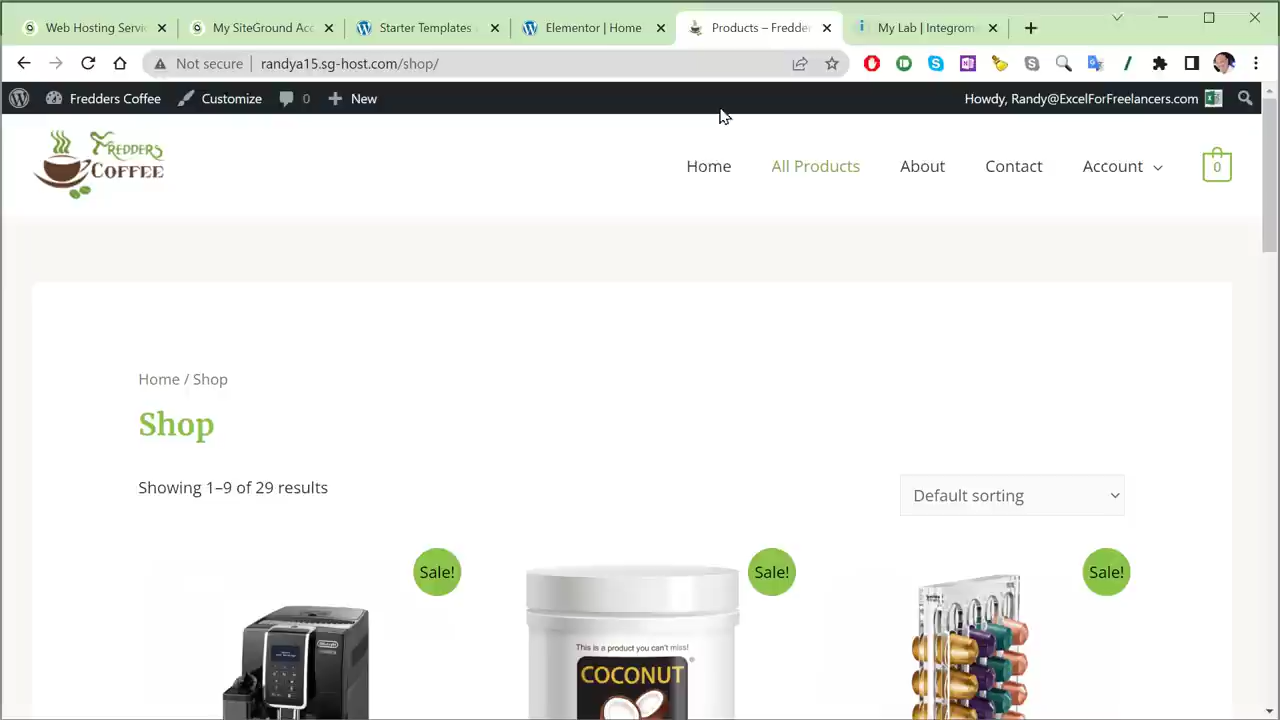 Web Hosting Servi
My SiteGround Acc
Starter Templates
Elementor | Home
Products – Fredder
My Lab | Integrom
Not secure
randya15.sg-host.com/shop/
Fredders Coffee
Customize
0
New
Howdy, Randy@ExcelForFreelancers.com
FREDDERS
COFFEE
Home
All Products
About
Contact
Account
0
Home / Shop
Shop
Showing 1–9 of 29 results
Default sorting
Sale!
Sale!
Sale!
This is a product you can't miss!
COCONUT